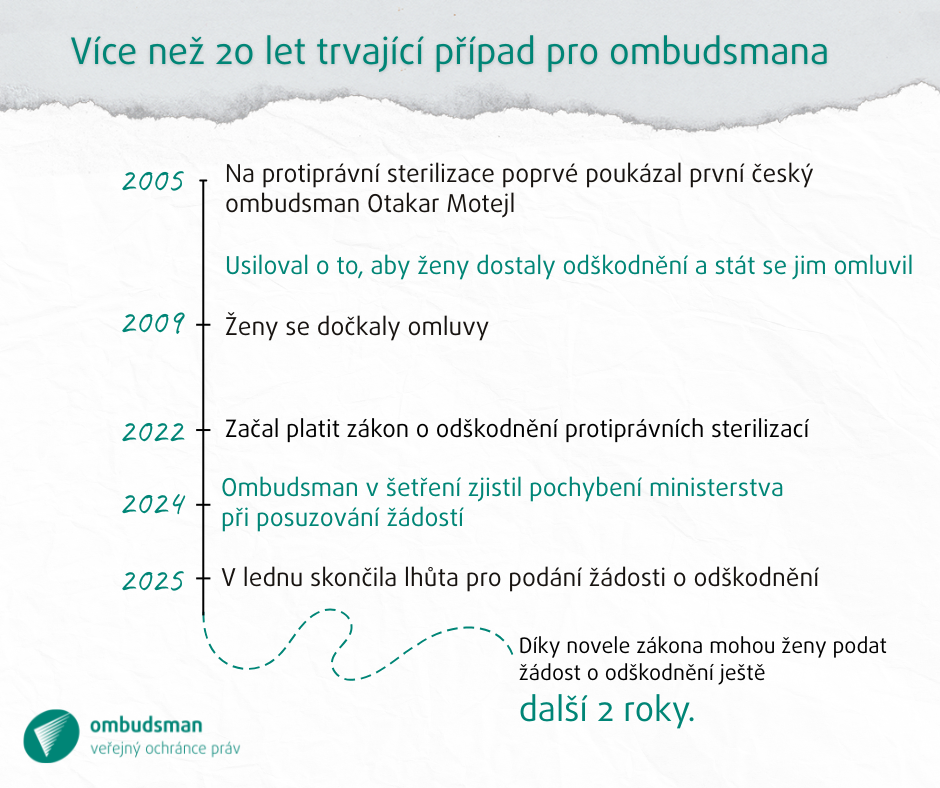 Více než 20 let trvající případ pro ombudsmana
2005
Na protiprávní sterilizace poprvé poukázal první český
ombudsman Otakar Motejl
Usiloval o to, aby ženy dostaly odškodnění a stát se jim omluvil
2009
Ženy se dočkaly omluvy
2022
Začal platit zákon o odškodnění protiprávních sterilizací
2024
Ombudsman v šetření zjistil pochybení ministerstva
při posuzování žádostí
2025
V lednu skončila lhůta pro podání žádosti o odškodnění
Díky novele zákona mohou ženy podat
žádost o odškodnění ještě
další 2 roky.
ombudsman
veřejný ochránce práv